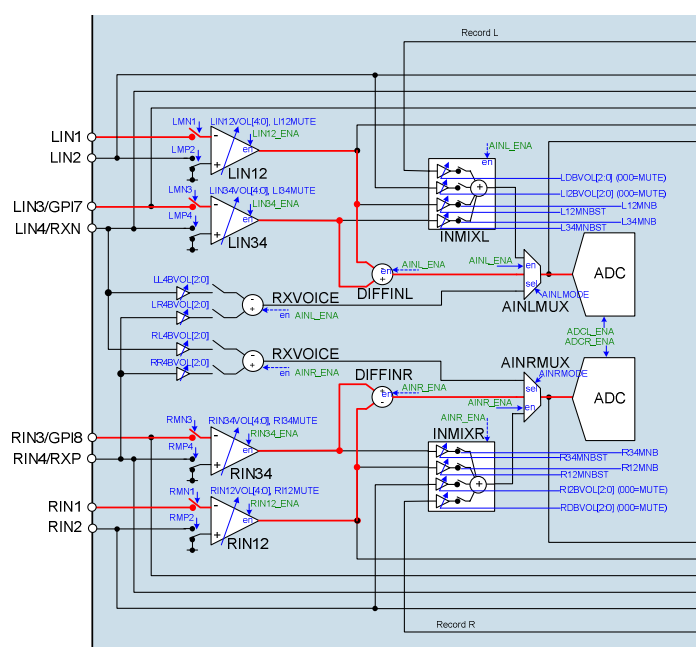 Record L
LIN1
LMN1
LIN12VOL[4:0], LI12MUTE
LIN12_ENA
-
en
AINL_ENA
en
LIN2
LMP2
+
LIN12
LDBVOL[2:0] (000=MUTE)
LI2BVOL[2:0] (000=MUTE)
+
LMN3
LIN34VOL[4:0], LI34MUTE
LIN34_ENA
LIN3/GPI7
-
en
L12MNB
L12MNBST
LMP4
L34MNB
L34MNBST
LIN4/RXN
+
LIN34
INMIXL
AINL_ENA
AINL_ENA
en
en
ADC
LL4BVOL[2:0]
+
DIFFINL
sel
AINLMODE
RXVOICE
AINLMUX
LR4BVOL[2:0]
-
+
en
AINL_ENA
ADCL_ENA
ADCR_ENA
RL4BVOL[2:0]
RXVOICE
AINRMUX
RR4BVOL[2:0]
-
+
en
AINR_ENA
DIFFINR
AINRMODE
sel
AINR_ENA
en
+
-
AINR_ENA
en
ADC
AINR_ENA
RMN3
RIN34VOL[4:0], RI34MUTE
RIN34_ENA
RIN3/GPI8
-
en
INMIXR
en
RMP4
R34MNB
R34MNBST
RIN4/RXP
+
RIN34
R12MNB
R12MNBST
RMN1
RIN12VOL[4:0], RI12MUTE
RI2BVOL[2:0] (000=MUTE)
+
RIN12_ENA
RIN1
-
en
RDBVOL[2:0] (000=MUTE)
RMP2
RIN2
+
RIN12
Record R